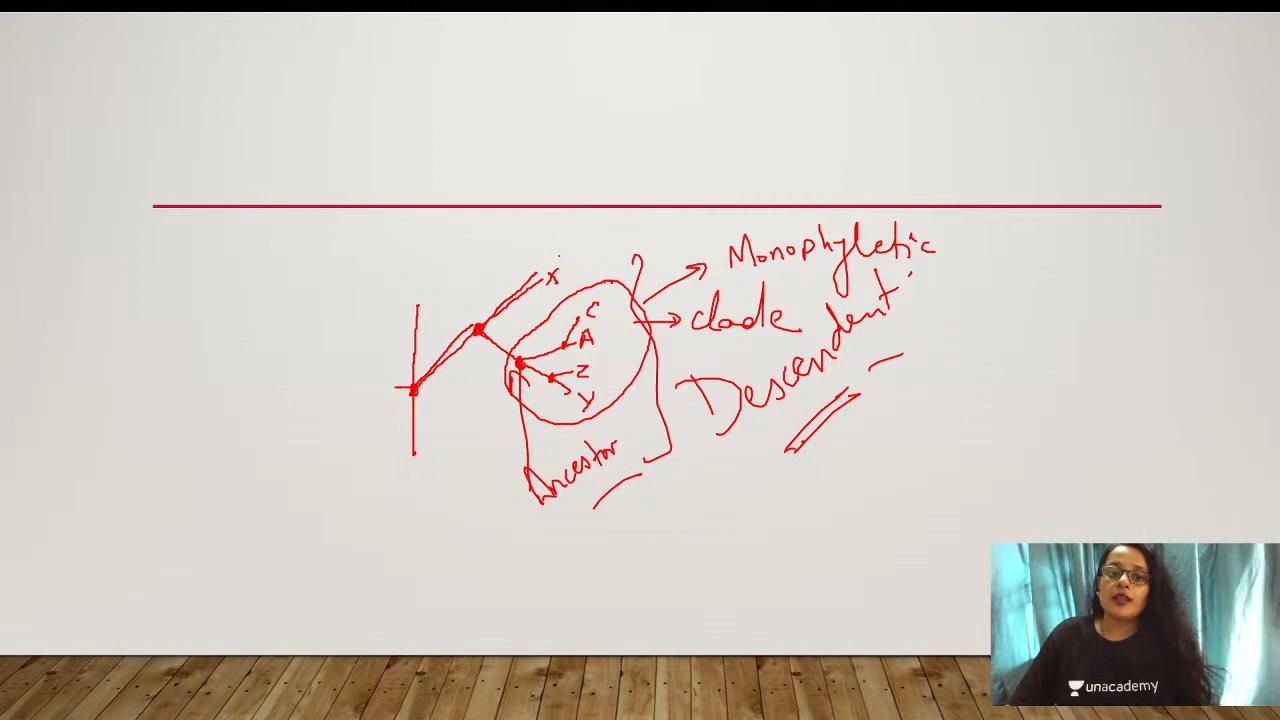 Monophyletic
clade
Descendent
x
C
A
Z
Y
Ancestor
unacademy